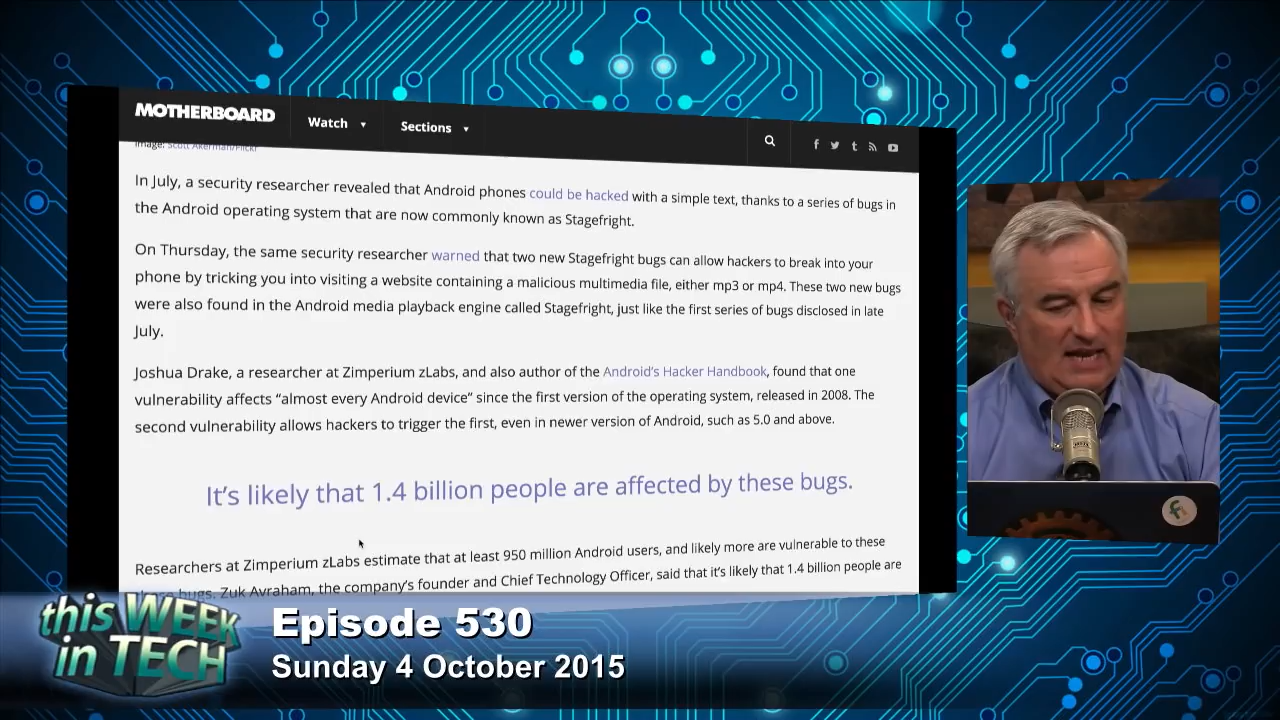 MOTHERBOARD
Watch
Sections
Image: Scott Akerman/Flickr
In July, a security researcher revealed that Android phones could be hacked with a simple text, thanks to a series of bugs in
the Android operating system that are now commonly known as Stagefright.
On Thursday, the same security researcher warned that two new Stagefright bugs can allow hackers to break into your
phone by tricking you into visiting a website containing a malicious multimedia file, either mp3 or mp4. These two new bugs
were also found in the Android media playback engine called Stagefright, just like the first series of bugs disclosed in late
July.
Joshua Drake, a researcher at Zimperium zLabs, and also author of the Android's Hacker Handbook, found that one
vulnerability affects “almost every Android device” since the first version of the operating system, released in 2008. The
second vulnerability allows hackers to trigger the first, even in newer version of Android, such as 5.0 and above.
It's likely that 1.4 billion people are affected by these bugs.
Researchers at Zimperium zLabs estimate that at least 950 million Android users, and likely more are vulnerable to these
these bugs. Zuk Avraham, the company's founder and Chief Technology Officer, said that it's likely that 1.4 billion people are
this WEEK
in TECH
Episode 530
Sunday 4 October 2015